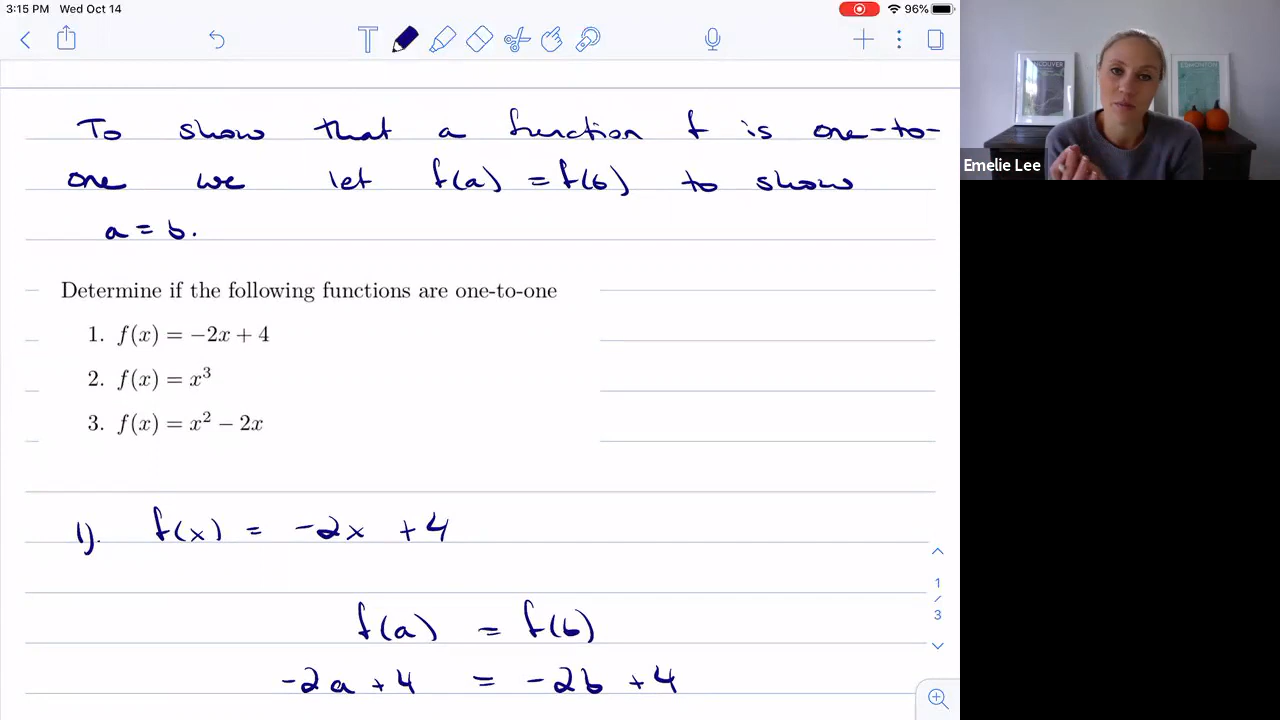 3:15 PM Wed Oct 14
96%
To show that a function f is one-to-
one we let f(a) = f(b) to show
a = b.
Determine if the following functions are one-to-one
1. f(x) = −2x + 4
2. f(x) = x³
3. f(x) = x² − 2x
1). f(x) = -2x + 4
f(a) = f(b)
-2a + 4 = -2b + 4
1
/
3
VANCOUVER
EDMONTON
Emelie Lee